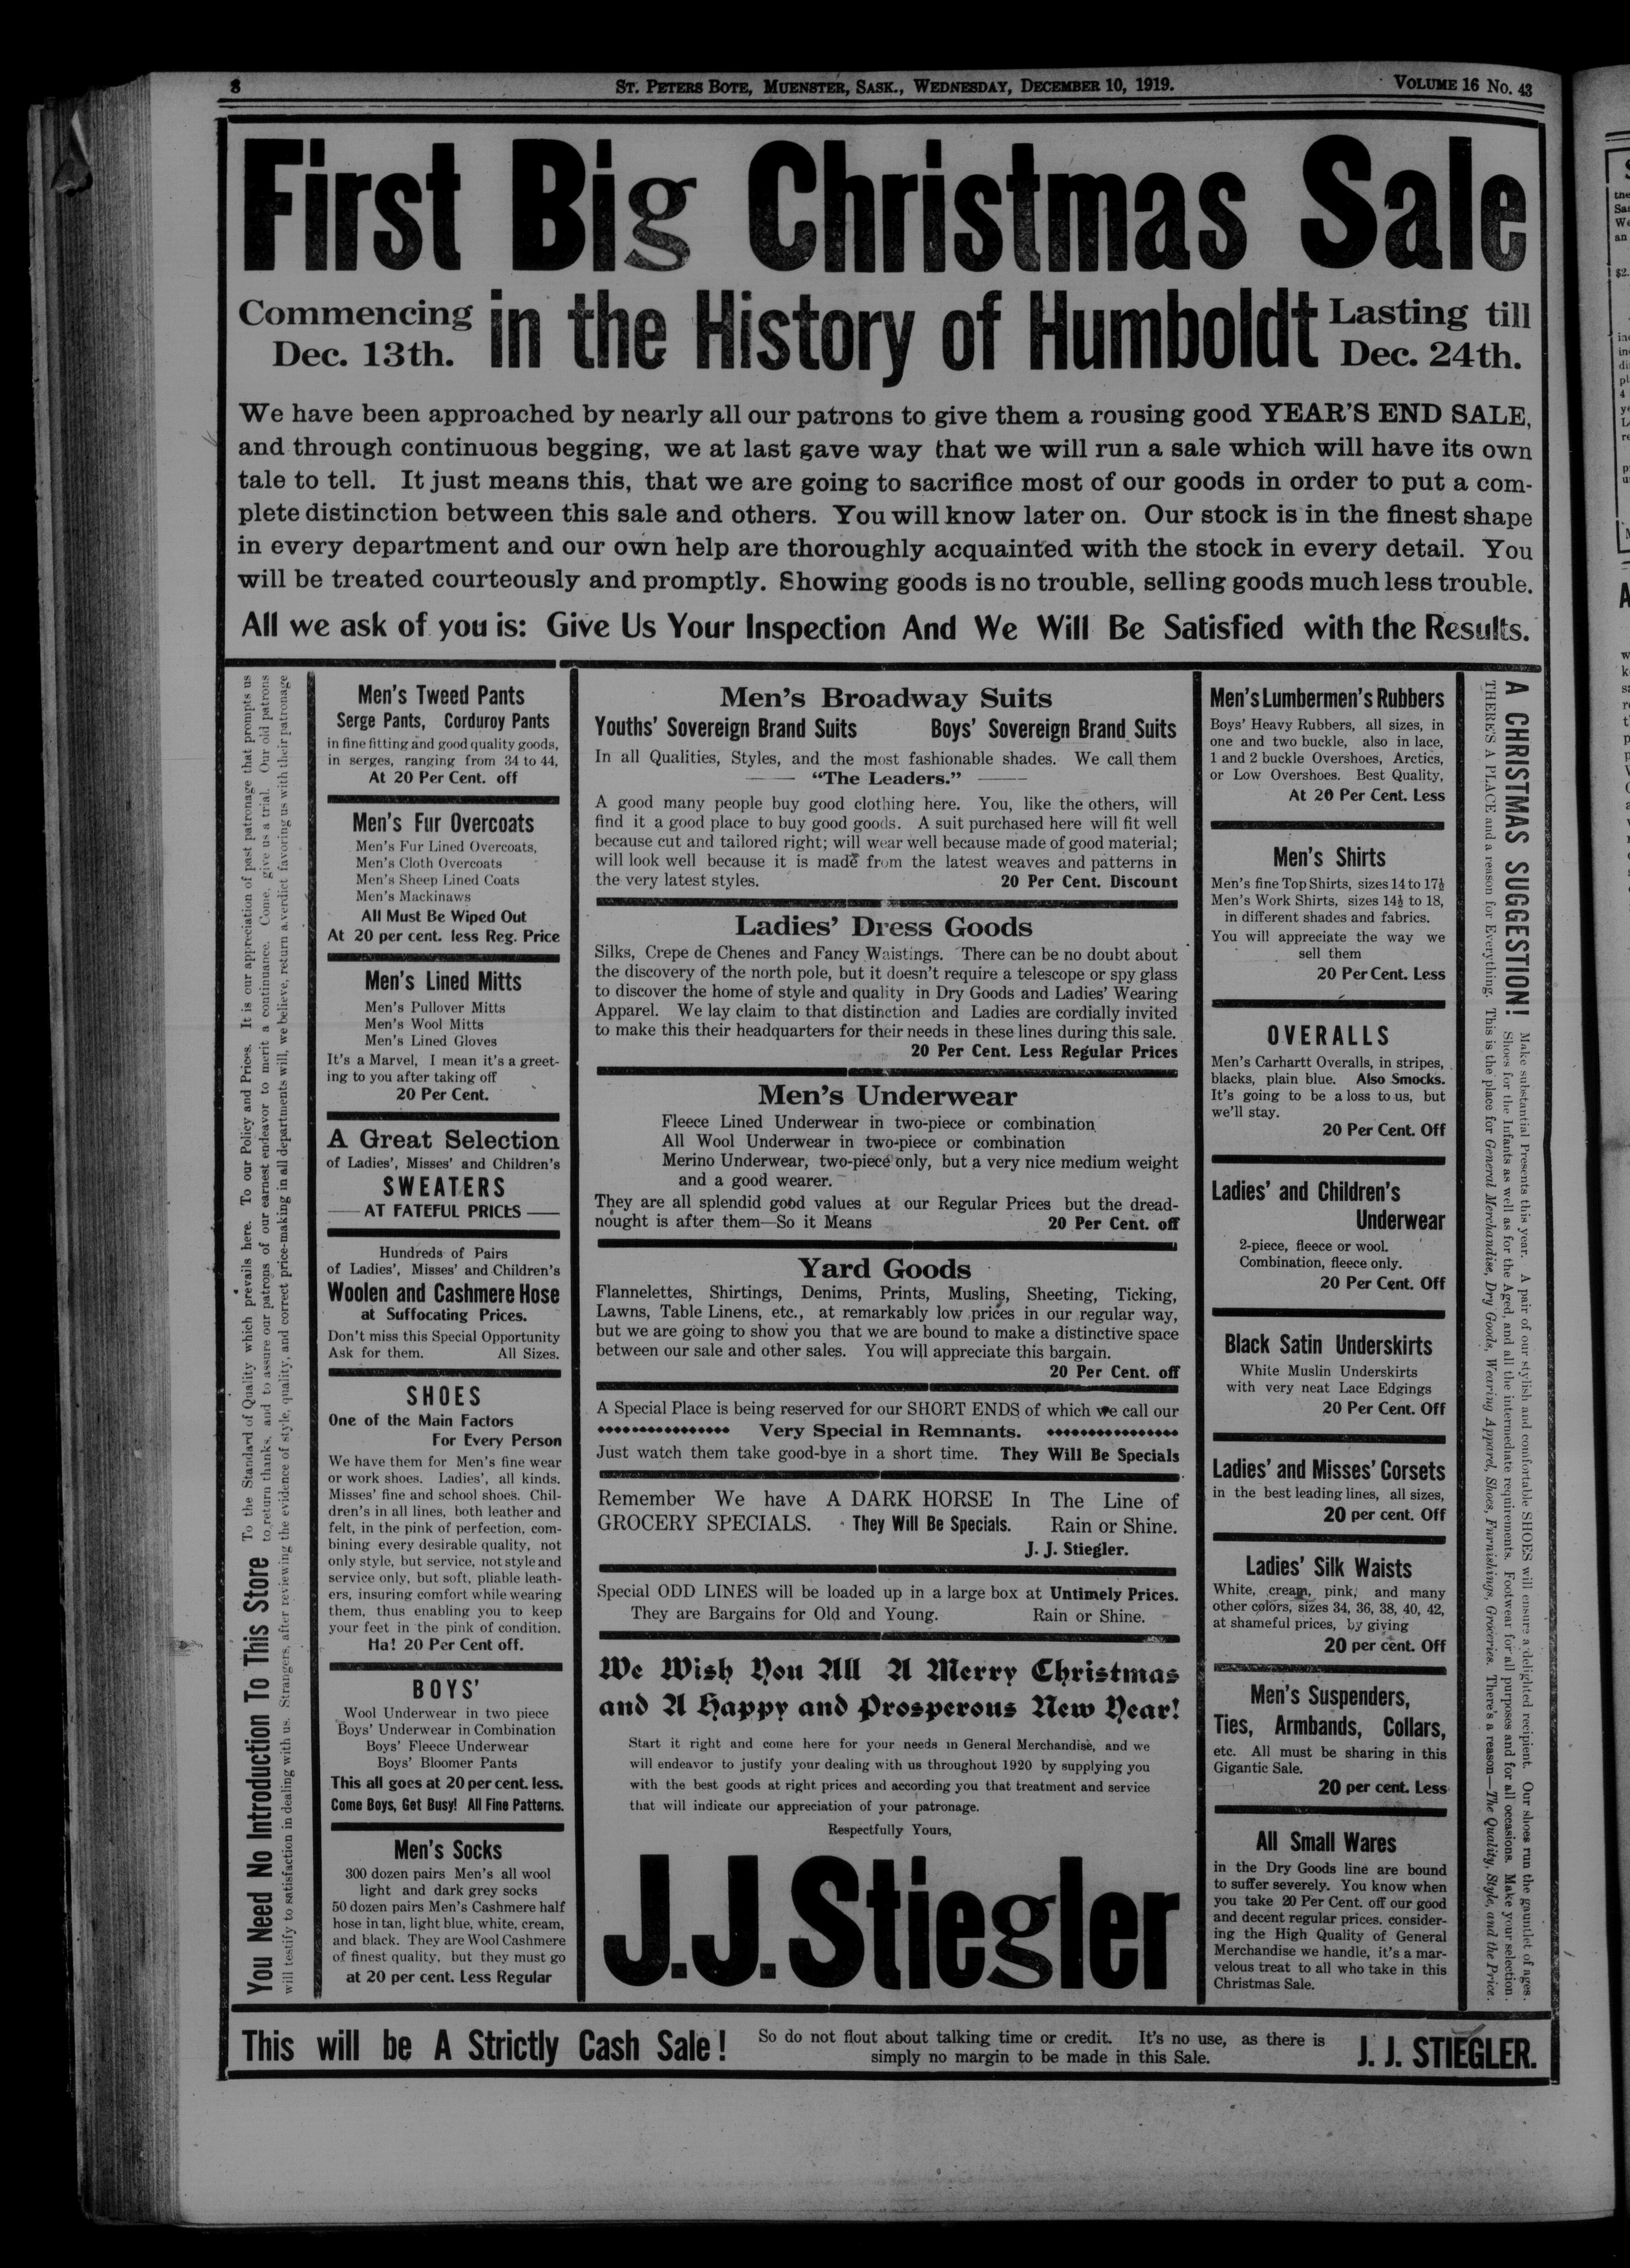 8
ST. PETERS BOTE, MUENSTER, SASK., WEDNESDAY, DECEMBER 10, 1919.
VOLUME 16 No. 43
First Big Christmas Sale
Commencing
Dec. 13th.
in the History of Humboldt
Lasting till
Dec. 24th.
We have been approached by nearly all our patrons to give them a rousing good YEAR'S END SALE,
and through continuous begging, we at last gave way that we will run a sale which will have its own
tale to tell. It just means this, that we are going to sacrifice most of our goods in order to put a com-
plete distinction between this sale and others. You will know later on. Our stock is in the finest shape
in every department and our own help are thoroughly acquainted with the stock in every detail. You
will be treated courteously and promptly. Showing goods is no trouble, selling goods much less trouble.
All we ask of you is: Give Us Your Inspection And We Will Be Satisfied with the Results.
You Need No Introduction To This Store
To the Standard of Quality which prevails here. To our Policy and Prices. It is our appreciation of past patronage that prompts us
to return thanks, and to assure our patrons of our earnest endeavor to merit a continuance. Come, give us a trial. Our old patrons
will testify to satisfaction in dealing with us. Strangers, after reviewing the evidence of style, quality, and correct price-making in all departments will, we believe, return a verdict favoring us with their patronage
Men's Tweed Pants
Serge Pants, Corduroy Pants
in fine fitting and good quality goods,
in serges, ranging from 34 to 44,
At 20 Per Cent. off
Men's Fur Overcoats
Men's Fur Lined Overcoats,
Men's Cloth Overcoats
Men's Sheep Lined Coats
Men's Mackinaws
All Must Be Wiped Out
At 20 per cent. less Reg. Price
Men's Lined Mitts
Men's Pullover Mitts
Men's Wool Mitts
Men's Lined Gloves
It's a Marvel, I mean it's a greet-
ing to you after taking off
20 Per Cent.
A Great Selection
of Ladies', Misses' and Children's
SWEATERS
AT FATEFUL PRICES
Hundreds of Pairs
of Ladies', Misses' and Children's
Woolen and Cashmere Hose
at Suffocating Prices.
Don't miss this Special Opportunity
Ask for them. All Sizes.
SHOES
One of the Main Factors
For Every Person
We have them for Men's fine wear
or work shoes. Ladies', all kinds.
Misses' fine and school shoes. Chil-
dren's in all lines, both leather and
felt, in the pink of perfection, com-
bining every desirable quality, not
only style, but service, not style and
service only, but soft, pliable leath-
ers, insuring comfort while wearing
them, thus enabling you to keep
your feet in the pink of condition.
Ha! 20 Per Cent off.
BOYS'
Wool Underwear in two piece
Boys' Underwear in Combination
Boys' Fleece Underwear
Boys' Bloomer Pants
This all goes at 20 per cent. less.
Come Boys, Get Busy! All Fine Patterns.
Men's Socks
300 dozen pairs Men's all wool
light and dark grey socks
50 dozen pairs Men's Cashmere half
hose in tan, light blue, white, cream,
and black. They are Wool Cashmere
of finest quality, but they must go
at 20 per cent. Less Regular
Men's Broadway Suits
Youths' Sovereign Brand Suits Boys' Sovereign Brand Suits
In all Qualities, Styles, and the most fashionable shades. We call them
"The Leaders."
A good many people buy good clothing here. You, like the others, will
find it a good place to buy good goods. A suit purchased here will fit well
because cut and tailored right; will wear well because made of good material;
will look well because it is made from the latest weaves and patterns in
the very latest styles. 20 Per Cent. Discount
Ladies' Dress Goods
Silks, Crepe de Chenes and Fancy Waistings. There can be no doubt about
the discovery of the north pole, but it doesn't require a telescope or spy glass
to discover the home of style and quality in Dry Goods and Ladies' Wearing
Apparel. We lay claim to that distinction and Ladies are cordially invited
to make this their headquarters for their needs in these lines during this sale.
20 Per Cent. Less Regular Prices
Men's Underwear
Fleece Lined Underwear in two-piece or combination
All Wool Underwear in two-piece or combination
Merino Underwear, two-piece only, but a very nice medium weight
and a good wearer.
They are all splendid good values at our Regular Prices but the dread-
nought is after them—So it Means 20 Per Cent. off
Yard Goods
Flannelettes, Shirtings, Denims, Prints, Muslins, Sheeting, Ticking,
Lawns, Table Linens, etc., at remarkably low prices in our regular way,
but we are going to show you that we are bound to make a distinctive space
between our sale and other sales. You will appreciate this bargain.
20 Per Cent. off
A Special Place is being reserved for our SHORT ENDS of which we call our
Very Special in Remnants.
Just watch them take good-bye in a short time. They Will Be Specials
Remember We have A DARK HORSE In The Line of
GROCERY SPECIALS. They Will Be Specials. Rain or Shine.
J. J. Stiegler.
Special ODD LINES will be loaded up in a large box at Untimely Prices.
They are Bargains for Old and Young. Rain or Shine.
We Wish You All A Merry Christmas
and A Happy and Prosperous New Year!
Start it right and come here for your needs in General Merchandise, and we
will endeavor to justify your dealing with us throughout 1920 by supplying you
with the best goods at right prices and according you that treatment and service
that will indicate our appreciation of your patronage.
Respectfully Yours,
J.J. Stiegler
Men's Lumbermen's Rubbers
Boys' Heavy Rubbers, all sizes, in
one and two buckle, also in lace,
1 and 2 buckle Overshoes, Arctics,
or Low Overshoes. Best Quality,
At 20 Per Cent. Less
Men's Shirts
Men's fine Top Shirts, sizes 14 to 17½
Men's Work Shirts, sizes 14½ to 18,
in different shades and fabrics.
You will appreciate the way we
sell them
20 Per Cent. Less
OVERALLS
Men's Carhartt Overalls, in stripes,
blacks, plain blue. Also Smocks.
It's going to be a loss to us, but
we'll stay.
20 Per Cent. Off
Ladies' and Children's
Underwear
2-piece, fleece or wool.
Combination, fleece only.
20 Per Cent. Off
Black Satin Underskirts
White Muslin Underskirts
with very neat Lace Edgings
20 Per Cent. Off
Ladies' and Misses' Corsets
in the best leading lines, all sizes,
20 per cent. Off
Ladies' Silk Waists
White, cream, pink, and many
other colors, sizes 34, 36, 38, 40, 42,
at shameful prices, by giving
20 per cent. Off
Men's Suspenders,
Ties, Armbands, Collars,
etc. All must be sharing in this
Gigantic Sale.
20 per cent. Less
All Small Wares
in the Dry Goods line are bound
to suffer severely. You know when
you take 20 Per Cent. off our good
and decent regular prices. consider-
ing the High Quality of General
Merchandise we handle, it's a mar-
velous treat to all who take in this
Christmas Sale.
A CHRISTMAS SUGGESTION!
Make substantial Presents this year. A pair of our stylish and comfortable SHOES will ensure a delighted recipient. Our shoes run the gauntlet of ages.
Shoes for the Infants as well as for the Aged, and all the intermediate requirements. Footwear for all purposes and for all occasions. Make your selection.
THERE'S A PLACE and a reason for Everything. This is the place for General Merchandise, Dry Goods, Wearing Apparel, Shoes, Furnishings, Groceries. There's a reason—The Quality, Style, and the Price.
This will be A Strictly Cash Sale!
So do not flout about talking time or credit. It's no use, as there is
simply no margin to be made in this Sale.
J. J. STIEGLER.